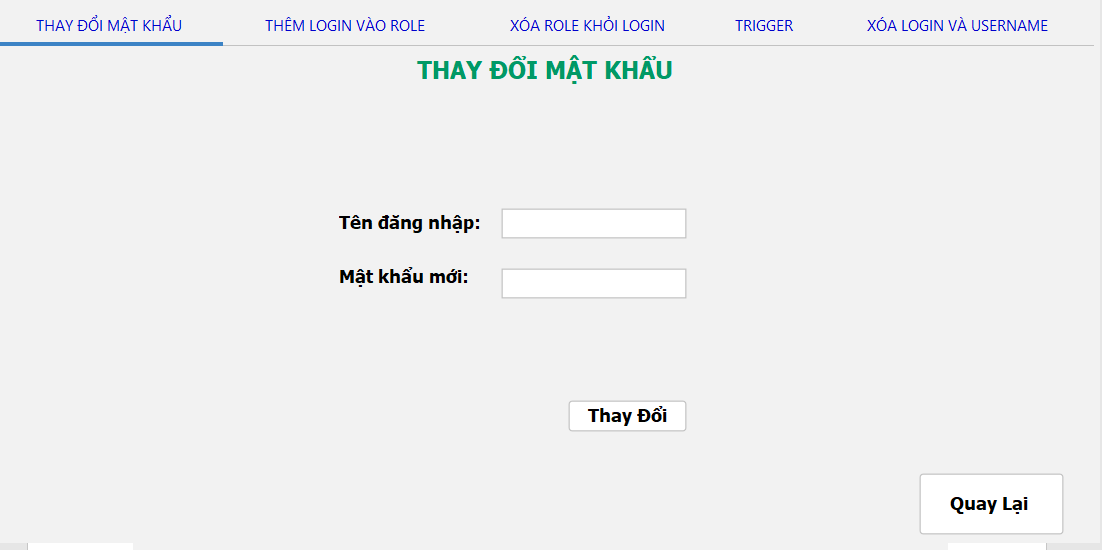 THAY ĐỔI MẬT KHẨU THÊM LOGIN VÀO ROLE XÓA ROLE KHỎI LOGIN TRIGGER XÓA LOGIN VÀ USERNAME
THAY ĐỔI MẬT KHẨU
Tên đăng nhập:
Mật khẩu mới:
Thay Đổi
Quay Lại